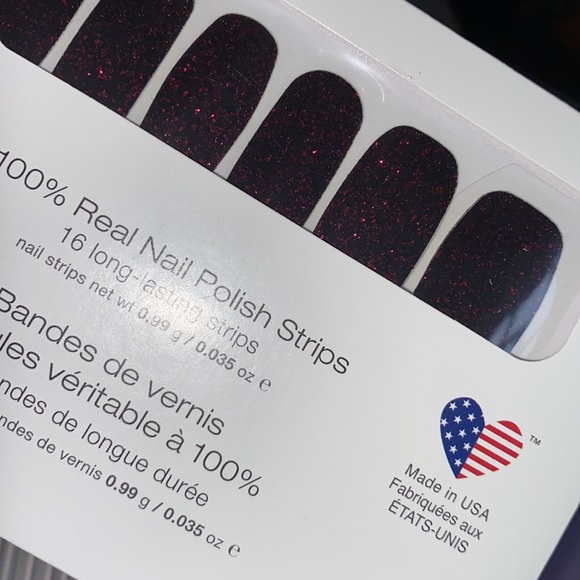 100% Real Nail Polish Strips
16 long-lasting strips
nail strips net wt 0.99 g / 0.035 oz ℮
Bandes de vernis
véritable à 100%
de longue durée
de vernis 0.99 g / 0.035 oz ℮
TM
Made in USA
Fabriquées aux
ÉTATS-UNIS